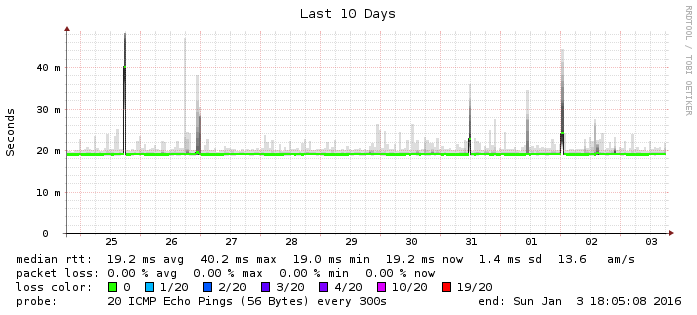 Last 10 Days
RRDTOOL / TOBI OETIKER
Seconds
40 m
30 m
20 m
10 m
0
25 26 27 28 29 30 31 01 02 03
median rtt: 19.2 ms avg 40.2 ms max 19.0 ms min 19.2 ms now 1.4 ms sd 13.6 am/s
packet loss: 0.00 % avg 0.00 % max 0.00 % min 0.00 % now
loss color: 0 1/20 2/20 3/20 4/20 10/20 19/20
probe: 20 ICMP Echo Pings (56 Bytes) every 300s end: Sun Jan 3 18:05:08 2016